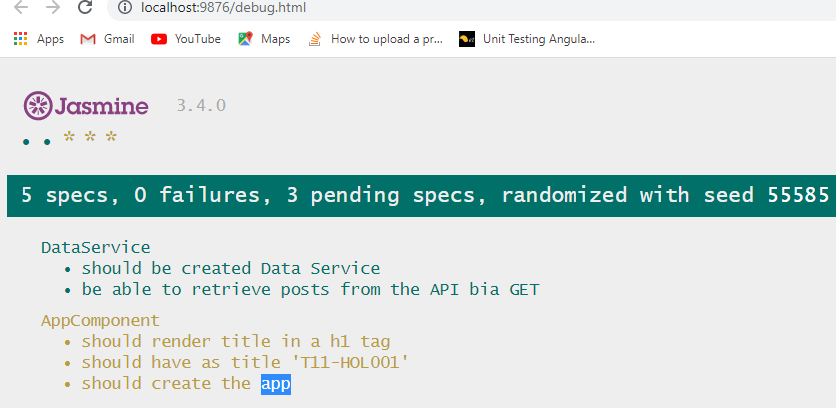 localhost:9876/debug.html
Apps Gmail YouTube Maps How to upload a pr... Unit Testing Angula...
Jasmine 3.4.0
• • * * *
5 specs, 0 failures, 3 pending specs, randomized with seed 55585
DataService
• should be created Data Service
• be able to retrieve posts from the API bia GET
AppComponent
• should render title in a h1 tag
• should have as title 'T11-HOL001'
• should create the app